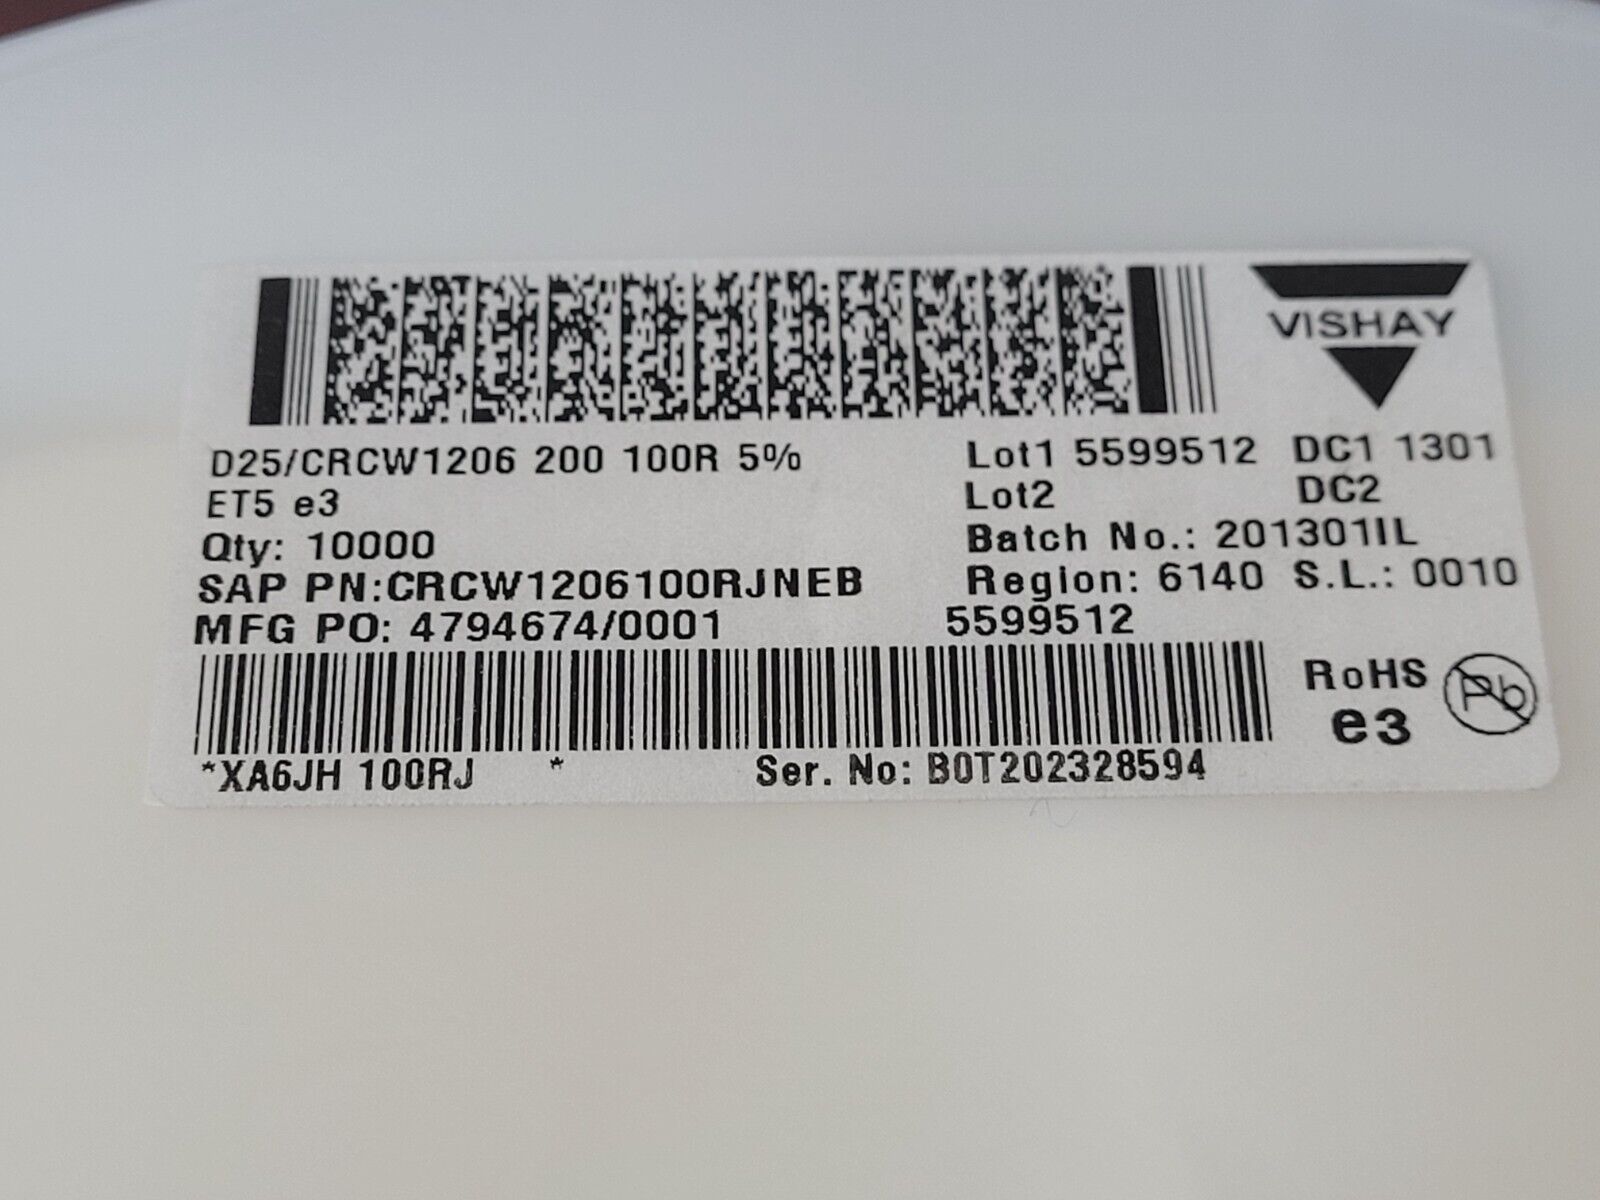 VISHAY
D25/CRCW1206 200 100R 5%
ET5 e3
Qty: 10000
SAP PN:CRCW1206100RJNEB
MFG PO: 4794674/0001
Lot1 5599512 DC1 1301
Lot2 DC2
Batch No.: 201301IL
Region: 6140 S.L.: 0010
5599512
RoHS
e3
Pb
*XA6JH 100RJ *
Ser. No: B0T202328594